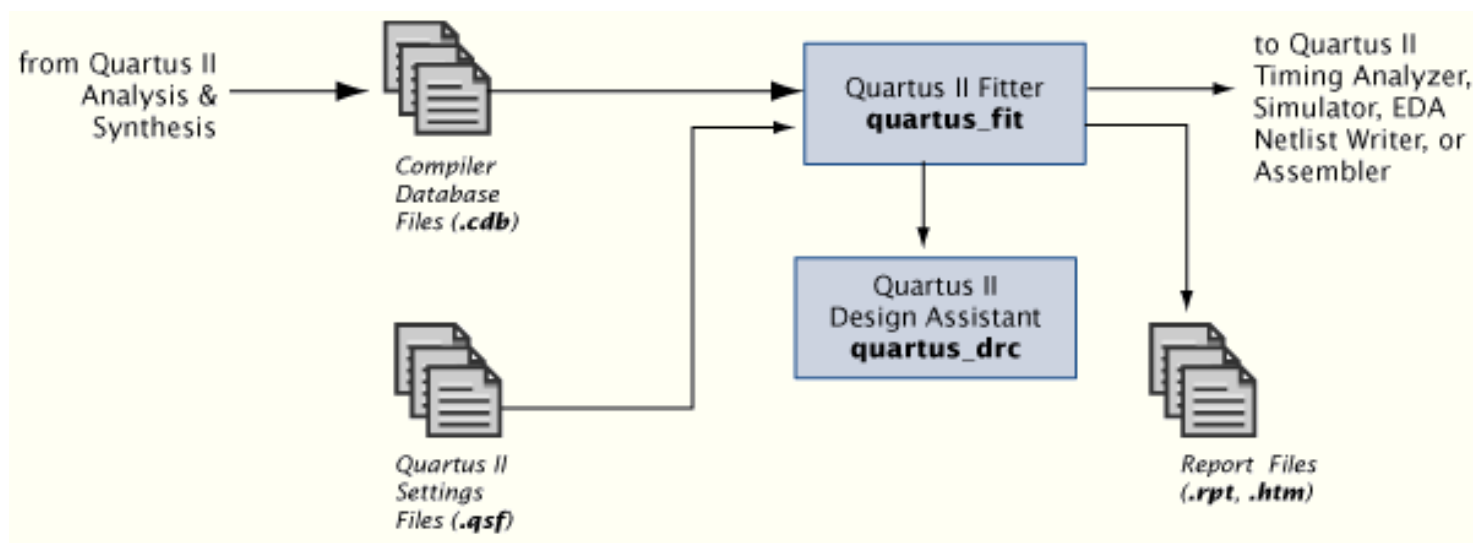 from Quartus II
Analysis &
Synthesis
Compiler
Database
Files (.cdb)
Quartus II Fitter
quartus_fit
to Quartus II
Timing Analyzer,
Simulator, EDA
Netlist Writer, or
Assembler
Quartus II
Design Assistant
quartus_drc
Quartus II
Settings
Files (.qsf)
Report Files
(.rpt, .htm)